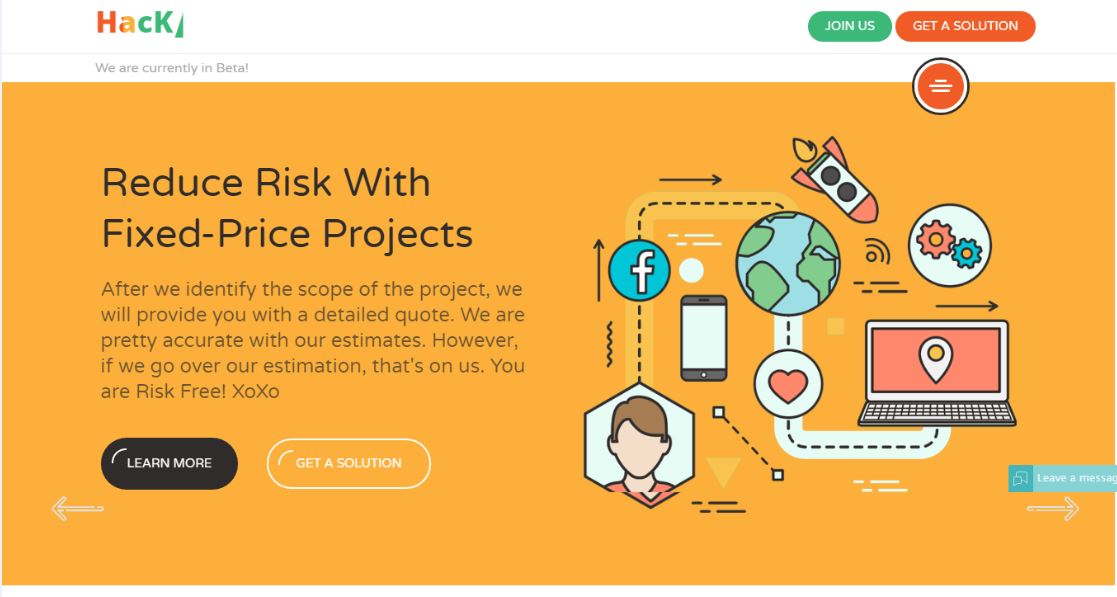 HacK
JOIN US
GET A SOLUTION
We are currently in Beta!
Reduce Risk With
Fixed-Price Projects
After we identify the scope of the project, we
will provide you with a detailed quote. We are
pretty accurate with our estimates. However,
if we go over our estimation, that's on us. You
are Risk Free! XoXo
LEARN MORE
GET A SOLUTION
f
Leave a messag